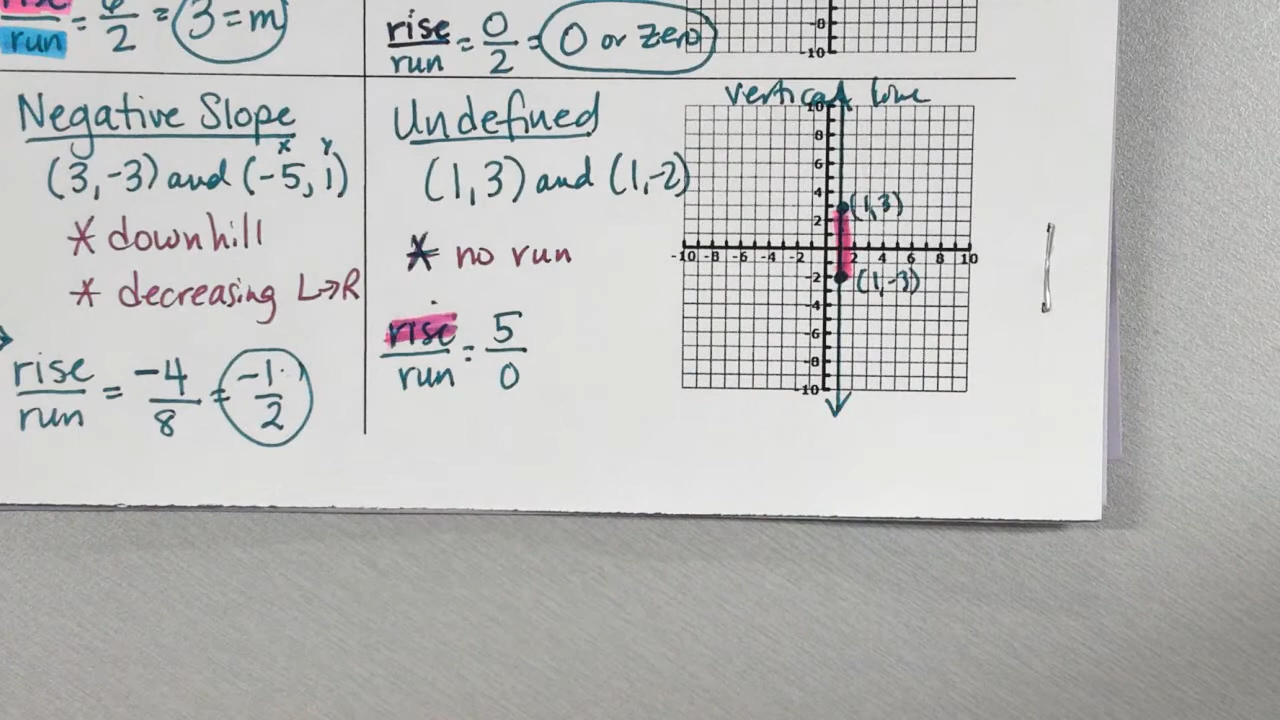 rise/run = 6/2 = 3 = m
rise/run = 0/2 = 0 or zero
-8
-10
Negative Slope
x y
(3,-3) and (-5,1)
* downhill
* decreasing L→R
rise/run = -4/8 = -1/2
Undefined
(1,3) and (1,-2)
* no run
rise/run = 5/0
vertical line
10
8
6
4
2
(1,3)
-10 -8 -6 -4 -2 2 4 6 8 10
-2
(1,-3)
-4
-6
-8
-10